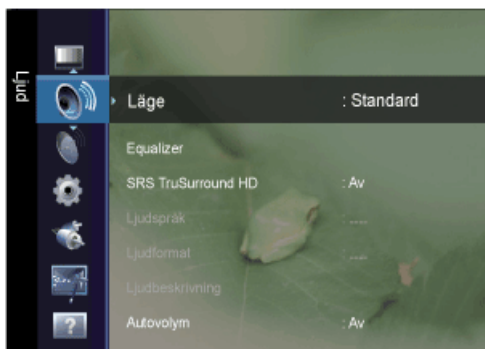 Ljud
Läge : Standard
Equalizer
SRS TruSurround HD : Av
Ljudspråk : ----
Ljudformat : ----
Ljudbeskrivning
Autovolym : Av
?